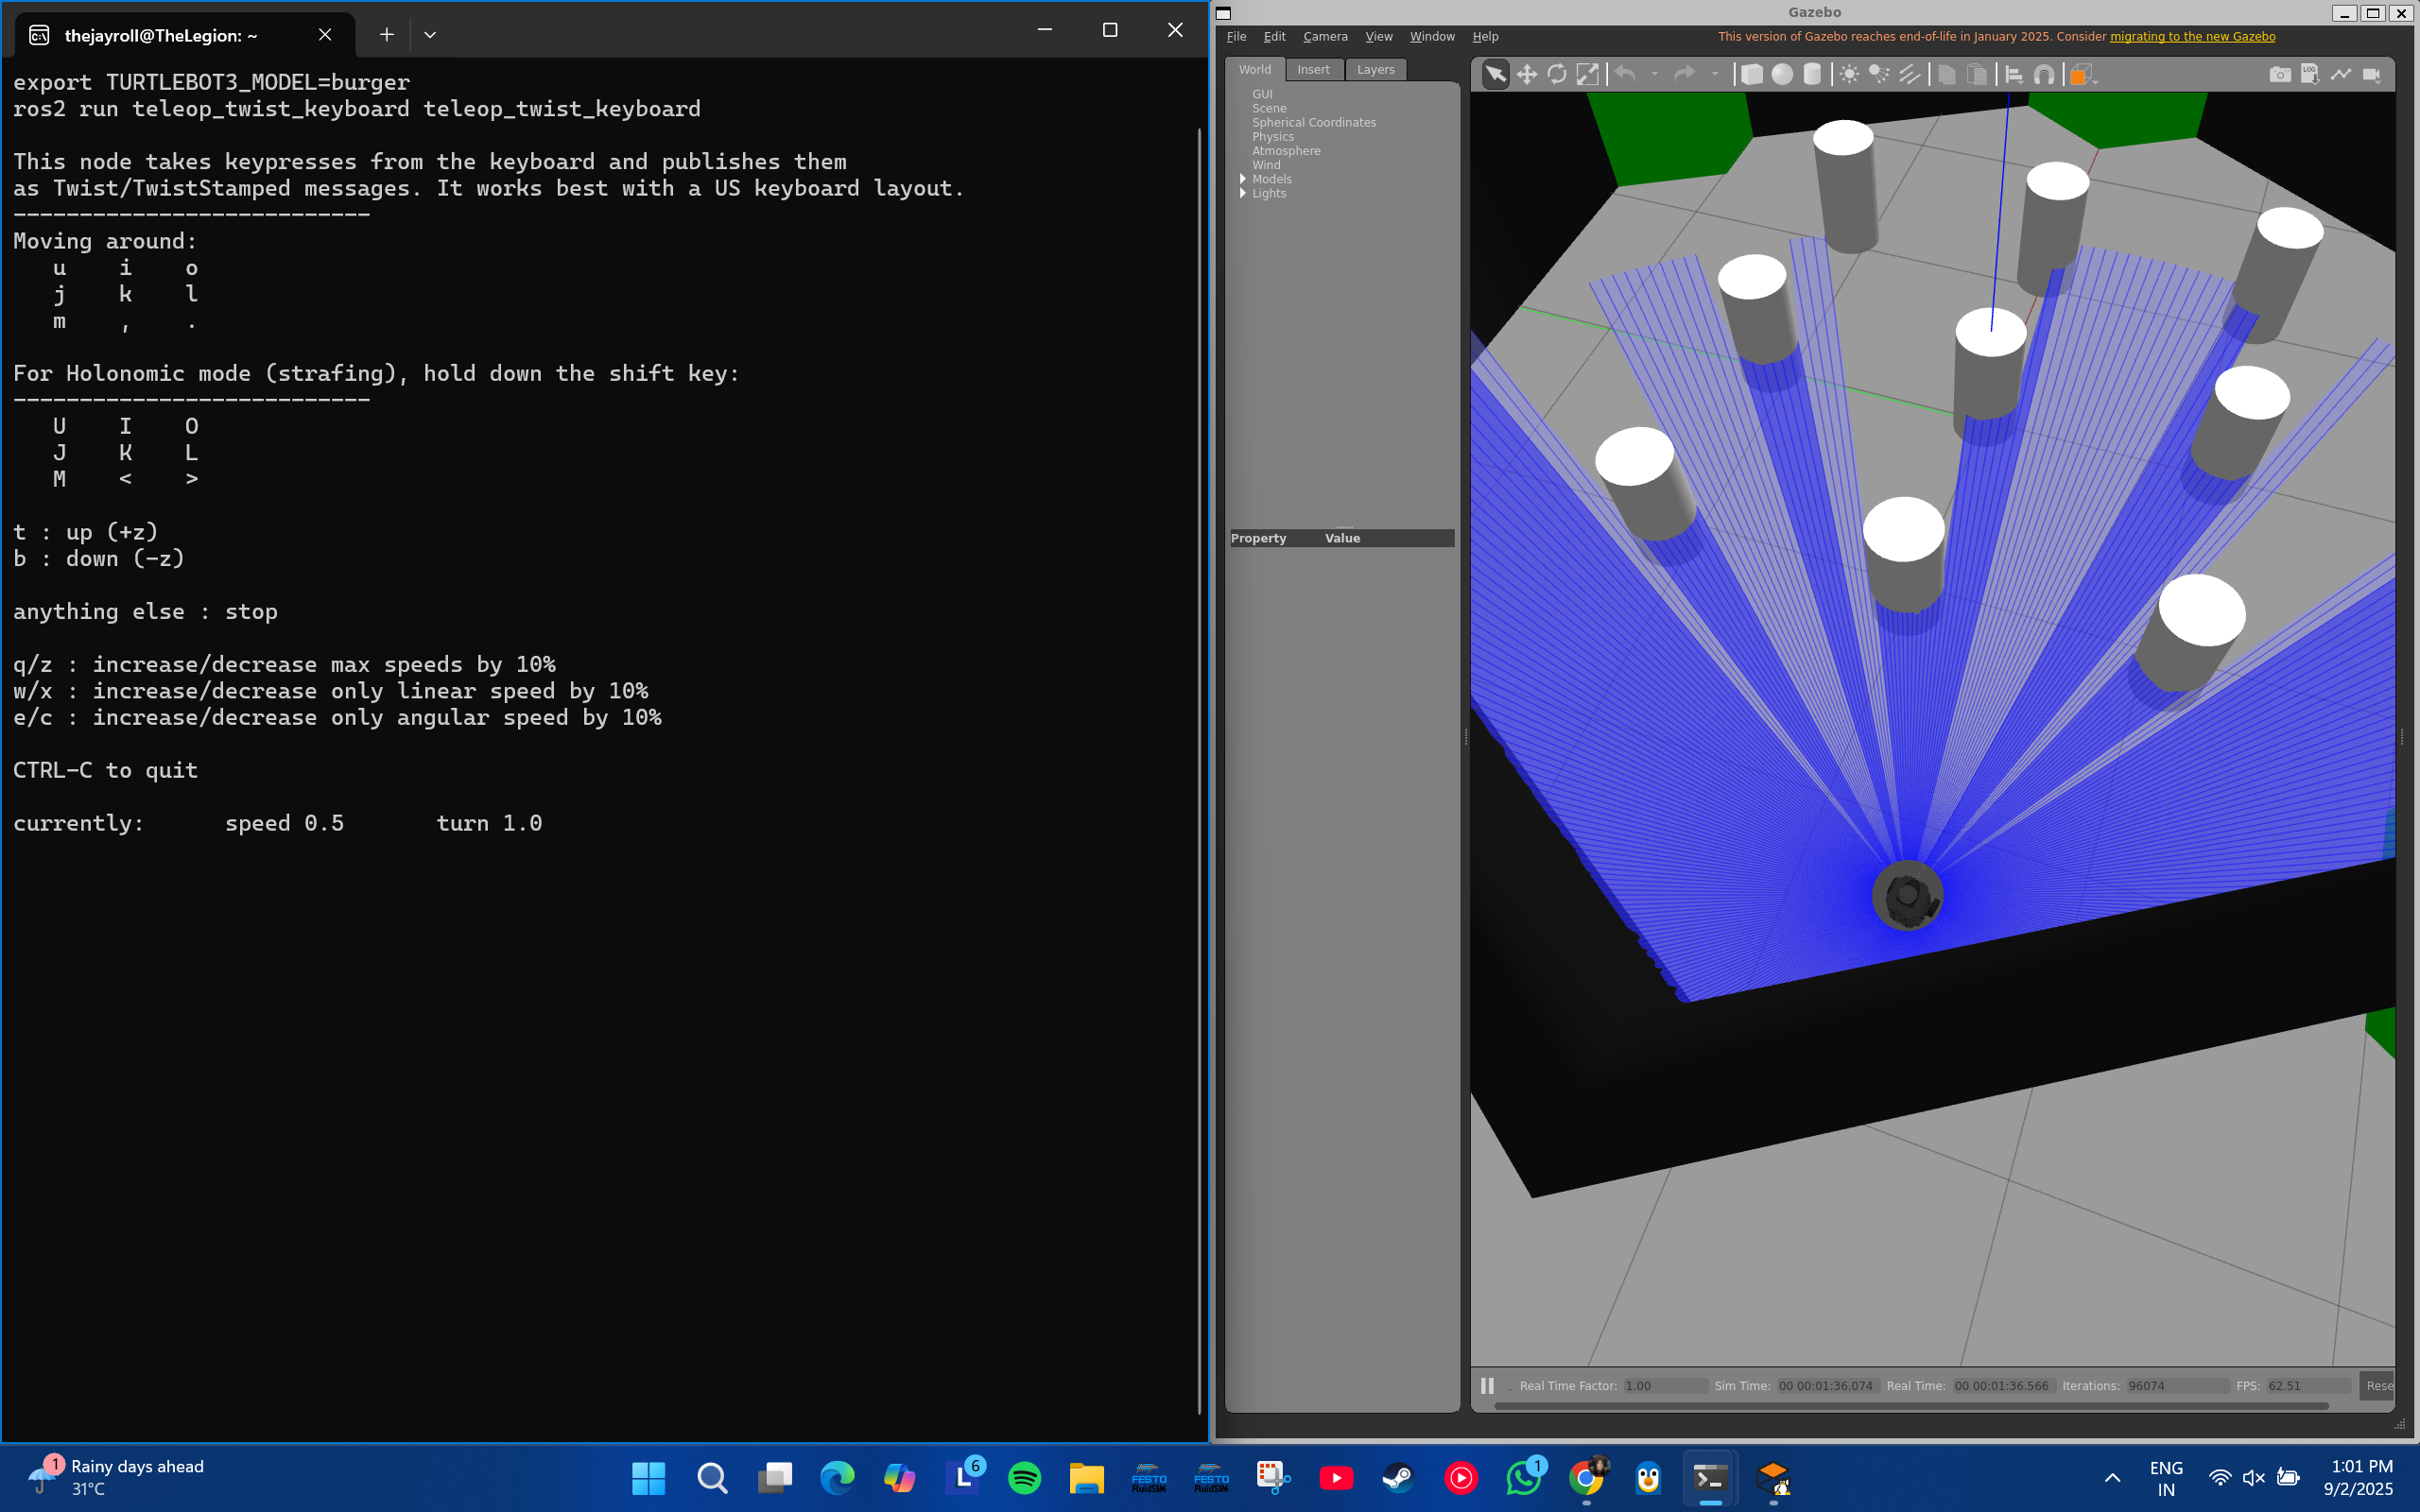 thejayroll@TheLegion: ~
export TURTLEBOT3_MODEL=burger
ros2 run teleop_twist_keyboard teleop_twist_keyboard
This node takes keypresses from the keyboard and publishes them
as Twist/TwistStamped messages. It works best with a US keyboard layout.
---------------------------
Moving around:
u i o
j k l
m , .
For Holonomic mode (strafing), hold down the shift key:
---------------------------
U I O
J K L
M < >
t : up (+z)
b : down (-z)
anything else : stop
q/z : increase/decrease max speeds by 10%
w/x : increase/decrease only linear speed by 10%
e/c : increase/decrease only angular speed by 10%
CTRL-C to quit
currently: speed 0.5 turn 1.0
Gazebo
File Edit Camera View Window Help
This version of Gazebo reaches end-of-life in January 2025. Consider migrating to the new Gazebo
World Insert Layers
GUI
Scene
Spherical Coordinates
Physics
Atmosphere
Wind
Models
Lights
Property Value
LOG
Real Time Factor: 1.00 Sim Time: 00 00:01:36.074 Real Time: 00 00:01:36.566 Iterations: 96074 FPS: 62.51 Rese
1
Rainy days ahead
31°C
L 6
FESTO
FluidSIM
FESTO
FluidSIM
1
ENG
IN
1:01 PM
9/2/2025